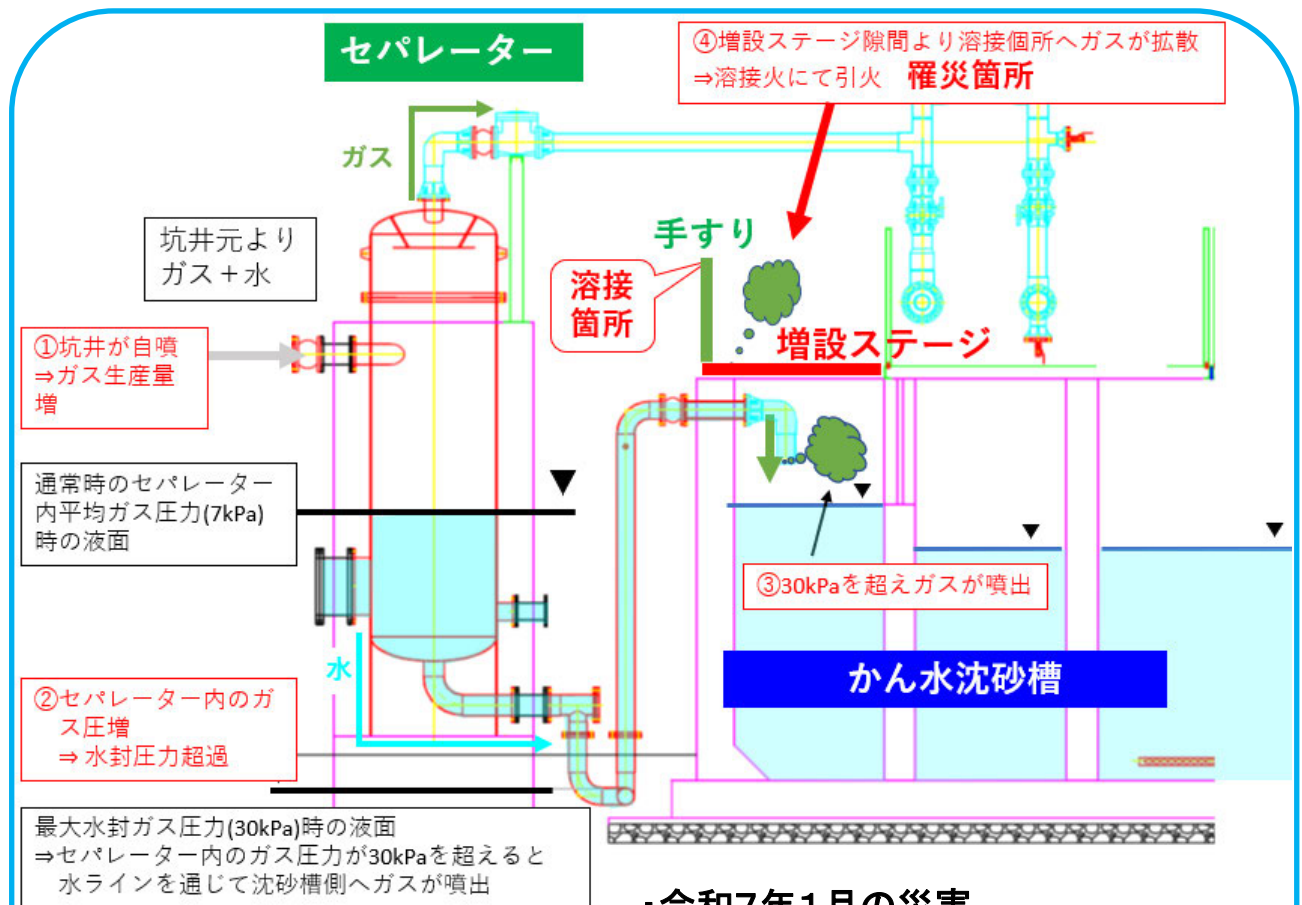 セパレーター
④増設ステージ隙間より溶接個所へガスが拡散
⇒溶接火にて引火 罹災箇所
ガス
坑井元より
ガス＋水
手すり
溶接
箇所
増設ステージ
①坑井が自噴
⇒ガス生産量
増
通常時のセパレーター
内平均ガス圧力(7kPa)
時の液面
③30kPaを超えガスが噴出
水
かん水沈砂槽
②セパレーター内のガ
ス圧増
⇒ 水封圧力超過
最大水封ガス圧力(30kPa)時の液面
⇒セパレーター内のガス圧力が30kPaを超えると
水ラインを通じて沈砂槽側へガスが噴出
・令和7年1月の災害